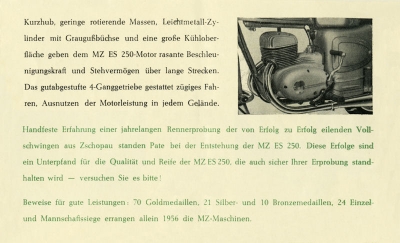 Kurzhub, geringe rotierende Massen, Leichtmetall-Zy-
linder mit Graugußbüchse und eine große Kühlober-
fläche geben dem MZ ES 250-Motor rasante Beschleu-
nigungskraft und Stehvermögen über lange Strecken.
Das gutabgestufte 4-Ganggetriebe gestattet zügiges Fah-
ren, Ausnutzen der Motorleistung in jedem Gelände.
Handfeste Erfahrung einer jahrelangen Rennerprobung der von Erfolg zu Erfolg eilenden Voll-
schwingen aus Zschopau standen Pate bei der Entstehung der MZ ES 250. Diese Erfolge sind
ein Unterpfand für die Qualität und Reife der MZ ES 250, die auch sicher Ihrer Erprobung stand-
halten wird — versuchen Sie es bitte!
Beweise für gute Leistungen: 70 Goldmedaillen, 21 Silber- und 10 Bronzemedaillen, 24 Einzel-
und Mannschaftssiege errangen allein 1956 die MZ-Maschinen.